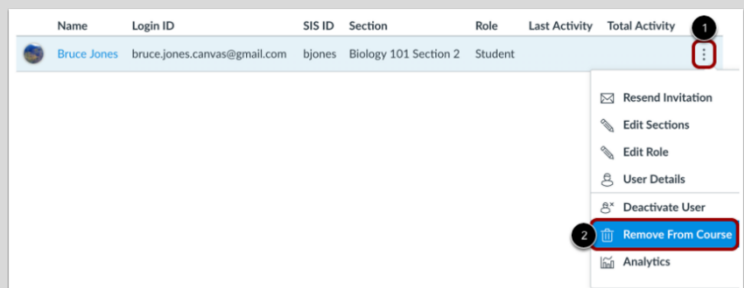 Name Login ID SIS ID Section Role Last Activity Total Activity 1
Bruce Jones bruce.jones.canvas@gmail.com bjones Biology 101 Section 2 Student
Resend Invitation
Edit Sections
Edit Role
User Details
Deactivate User
2 Remove From Course
Analytics